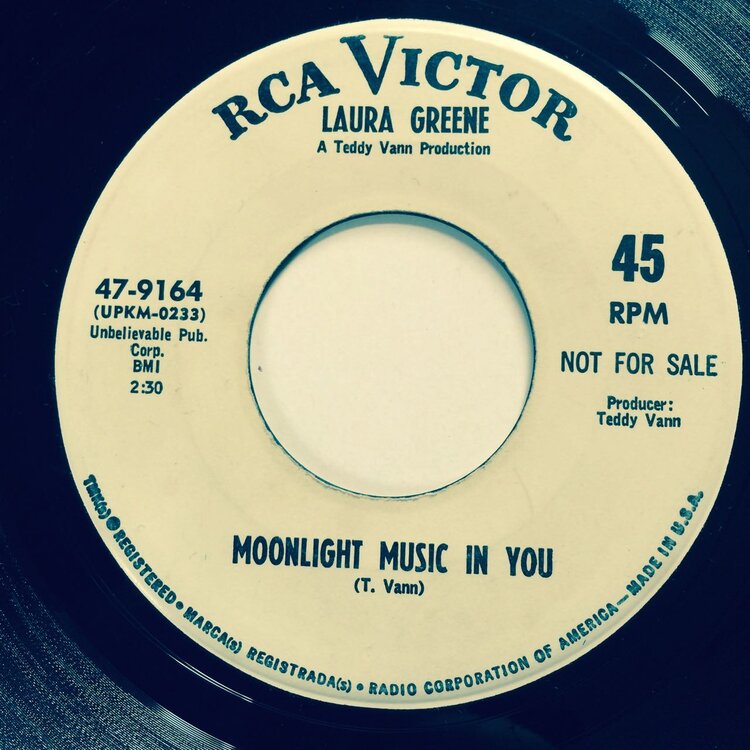 RCA VICTOR
LAURA GREENE
A Teddy Vann Production
47-9164
(UPKM-0233)
Unbelievable Pub.
Corp.
BMI
2:30
45
RPM
NOT FOR SALE
Producer:
Teddy Vann
MOONLIGHT MUSIC IN YOU
(T. Vann)
TMK(s) ® REGISTERED • MARCA(s) REGISTRADA(s) • RADIO CORPORATION OF AMERICA—MADE IN U.S.A.